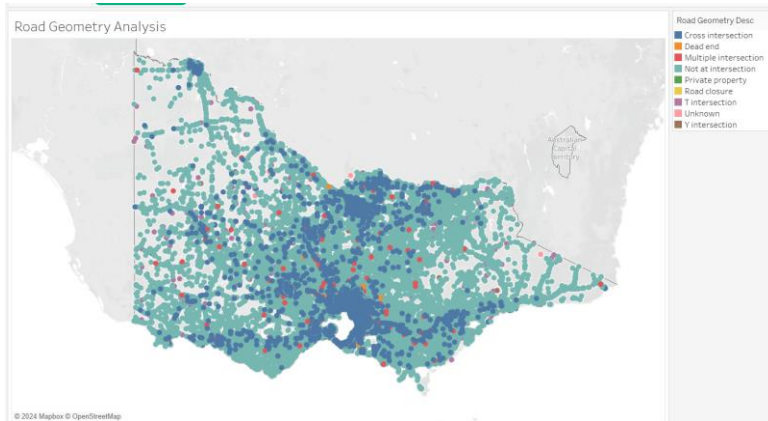 Road Geometry Analysis
Road Geometry Desc
Cross intersection
Dead end
Multiple intersection
Not at intersection
Private property
Road closure
T intersection
Unknown
Y intersection
Australian
Capital
Territory
© 2024 Mapbox © OpenStreetMap